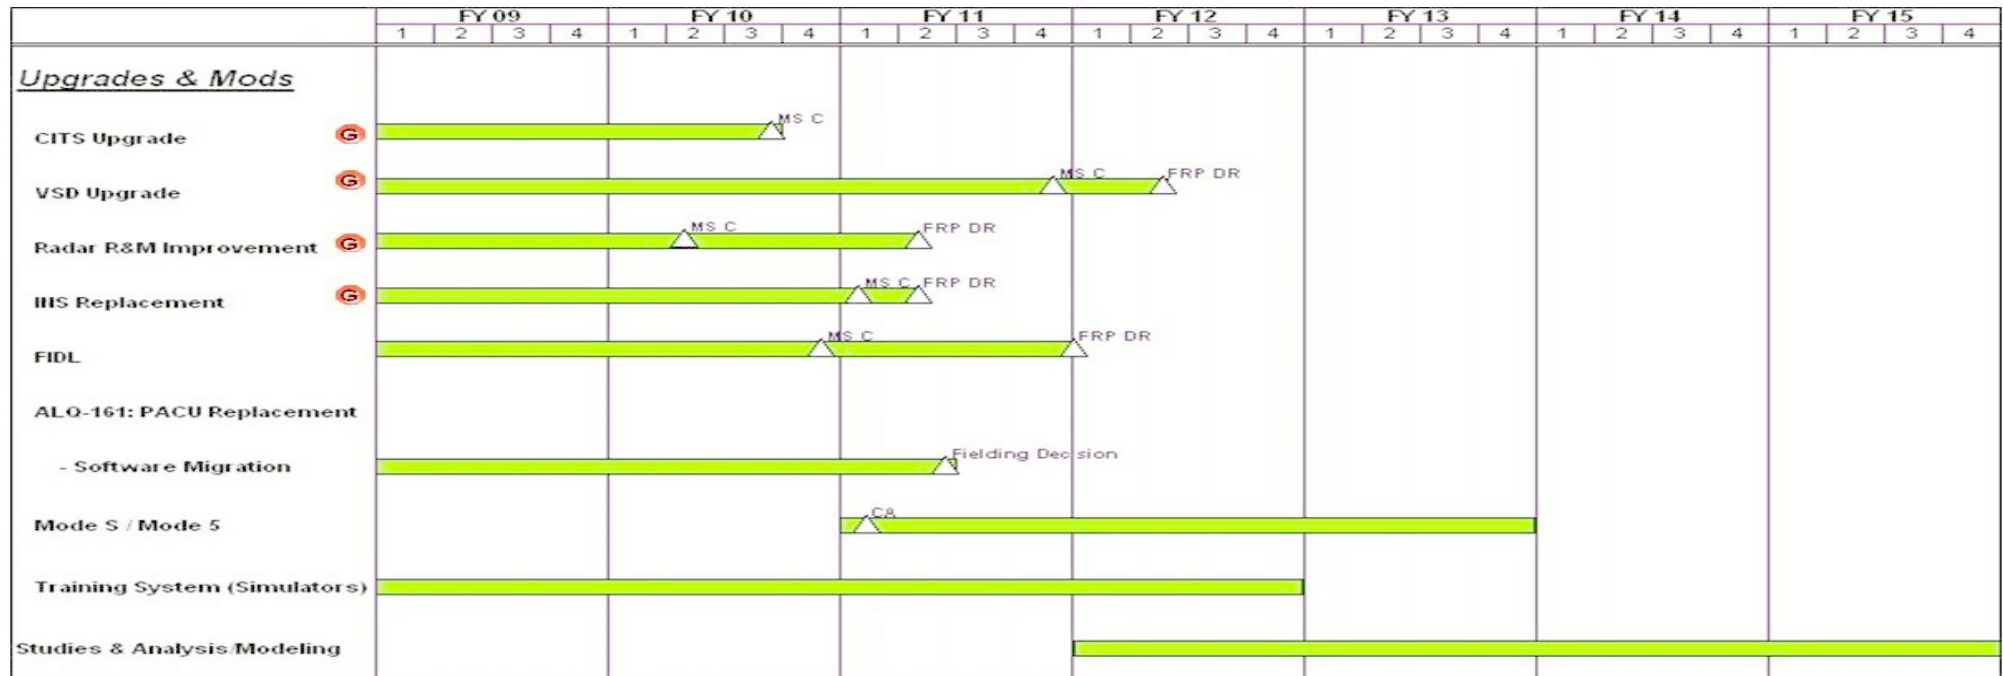 FY 09 FY 10 FY 11 FY 12 FY 13 FY 14 FY 15
1 2 3 4 1 2 3 4 1 2 3 4 1 2 3 4 1 2 3 4 1 2 3 4 1 2 3 4
Upgrades & Mods
CITS Upgrade G MS C
VSD Upgrade G MS C FRP DR
Radar R&M Improvement G MS C FRP DR
INS Replacement G MS C FRP DR
FIDL MS C FRP DR
ALQ-161: PACU Replacement
- Software Migration Fielding Decision
Mode S / Mode 5 CA
Training System (Simulators)
Studies & Analysis/Modeling